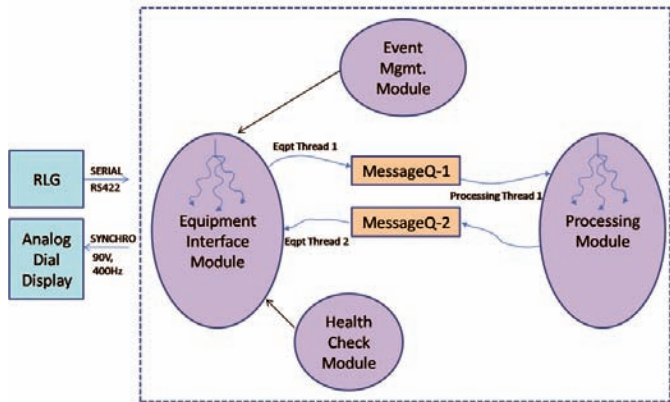 Event
Mgmt.
Module
RLG
SERIAL
RS422
Analog
Dial
Display
SYNCHRO
90V,
400Hz
Equipment
Interface
Module
Eqpt Thread 1
MessageQ-1
Processing Thread 1
MessageQ-2
Eqpt Thread 2
Processing
Module
Health
Check
Module